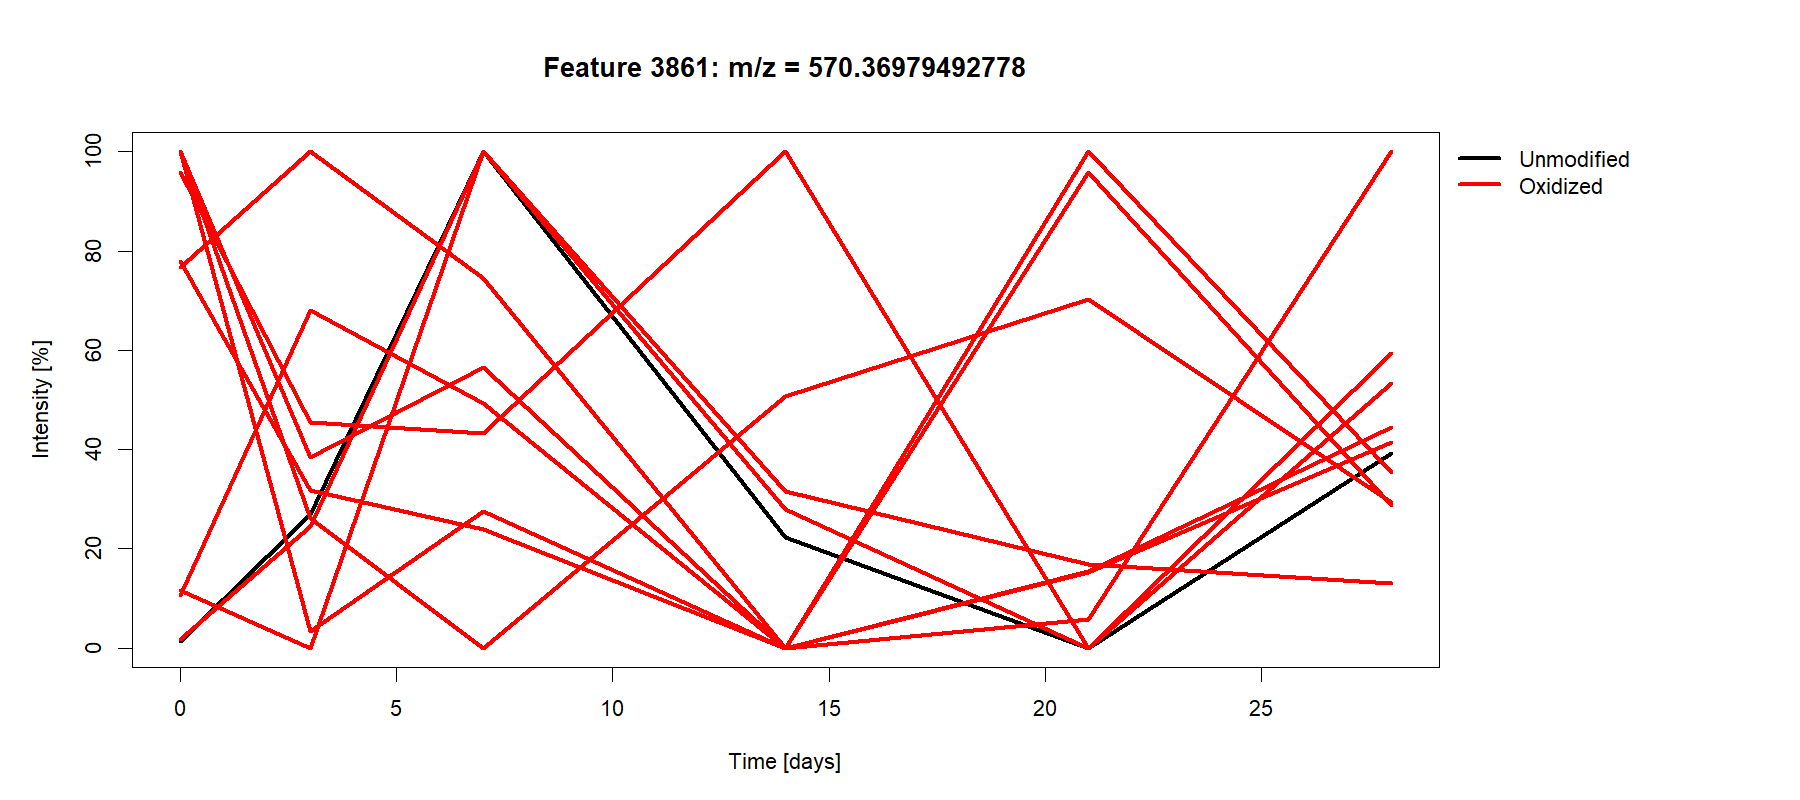 Feature 3861: m/z = 570.36979492778
Unmodified
Oxidized
Intensity [%]
100
80
60
40
20
0
0 5 10 15 20 25
Time [days]